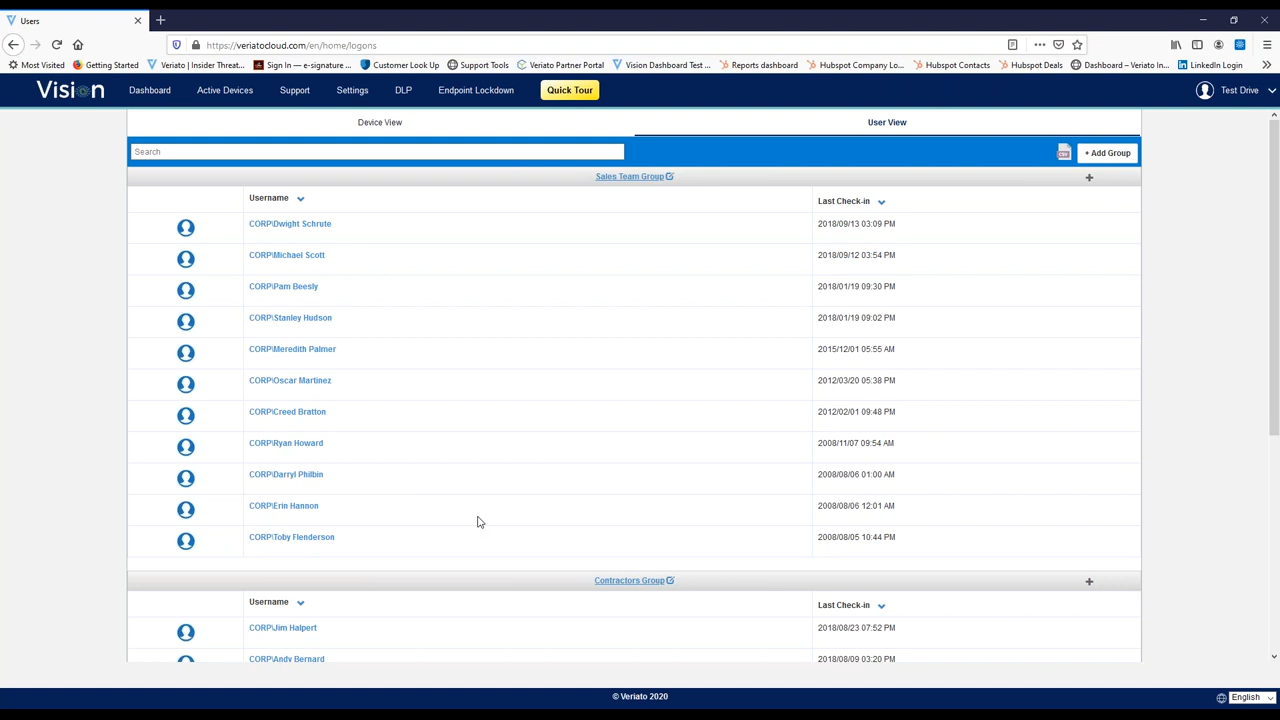 Users
https://veriatocloud.com/en/home/logons
Most Visited Getting Started Veriato | Insider Threat... Sign In — e-signature ... Customer Look Up Support Tools Veriato Partner Portal Vision Dashboard Test ... Reports dashboard Hubspot Company Lo... Hubspot Contacts Hubspot Deals Dashboard – Veriato In... LinkedIn Login
Vision Dashboard Active Devices Support Settings DLP Endpoint Lockdown Quick Tour Test Drive
Device View User View
Search + Add Group
Sales Team Group
Username Last Check-in
CORP\Dwight Schrute 2018/09/13 03:09 PM
CORP\Michael Scott 2018/09/12 03:54 PM
CORP\Pam Beesly 2018/01/19 09:30 PM
CORP\Stanley Hudson 2018/01/19 09:02 PM
CORP\Meredith Palmer 2015/12/01 05:55 AM
CORP\Oscar Martinez 2012/03/20 05:38 PM
CORP\Creed Bratton 2012/02/01 09:48 PM
CORP\Ryan Howard 2008/11/07 09:54 AM
CORP\Darryl Philbin 2008/08/06 01:00 AM
CORP\Erin Hannon 2008/08/06 12:01 AM
CORP\Toby Flenderson 2008/08/05 10:44 PM
Contractors Group
Username Last Check-in
CORP\Jim Halpert 2018/08/23 07:52 PM
CORP\Andy Bernard 2018/08/09 03:20 PM
© Veriato 2020
English